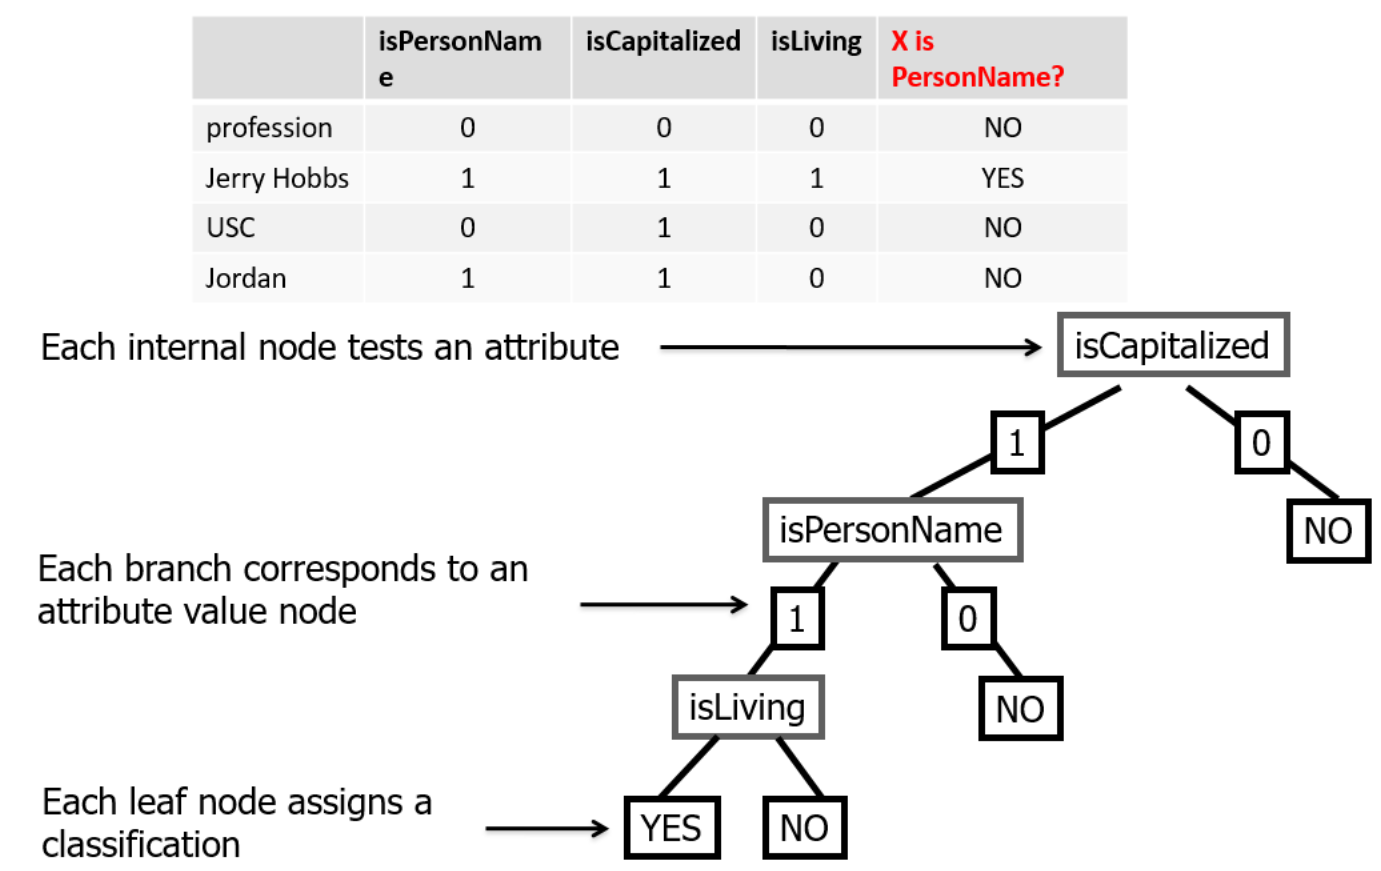 isPersonNam
e
isCapitalized
isLiving
X is
PersonName?
profession 0 0 0 NO
Jerry Hobbs 1 1 1 YES
USC 0 1 0 NO
Jordan 1 1 0 NO
Each internal node tests an attribute
isCapitalized
1
0
isPersonName
NO
Each branch corresponds to an
attribute value node
1
0
isLiving
NO
Each leaf node assigns a
classification
YES
NO